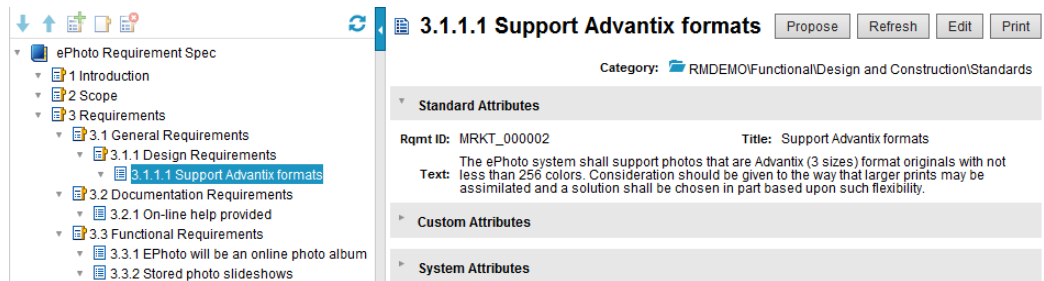 ePhoto Requirement Spec
1 Introduction
2 Scope
3 Requirements
3.1 General Requirements
3.1.1 Design Requirements
3.1.1.1 Support Advantix formats
3.2 Documentation Requirements
3.2.1 On-line help provided
3.3 Functional Requirements
3.3.1 EPhoto will be an online photo album
3.3.2 Stored photo slideshows
3.1.1.1 Support Advantix formats
Propose Refresh Edit Print
Category: RMDEMO\Functional\Design and Construction\Standards
Standard Attributes
Rqmt ID: MRKT_000002 Title: Support Advantix formats
Text: The ePhoto system shall support photos that are Advantix (3 sizes) format originals with not
less than 256 colors. Consideration should be given to the way that larger prints may be
assimilated and a solution shall be chosen in part based upon such flexibility.
Custom Attributes
System Attributes